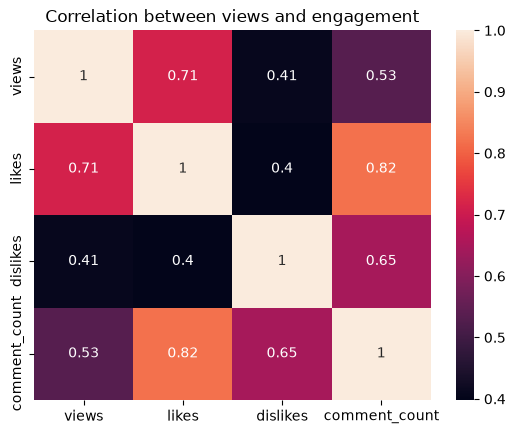 Correlation between views and engagement
views 1 0.71 0.41 0.53
likes 0.71 1 0.4 0.82
dislikes 0.41 0.4 1 0.65
comment_count 0.53 0.82 0.65 1
views likes dislikes comment_count
1.0
0.9
0.8
0.7
0.6
0.5
0.4